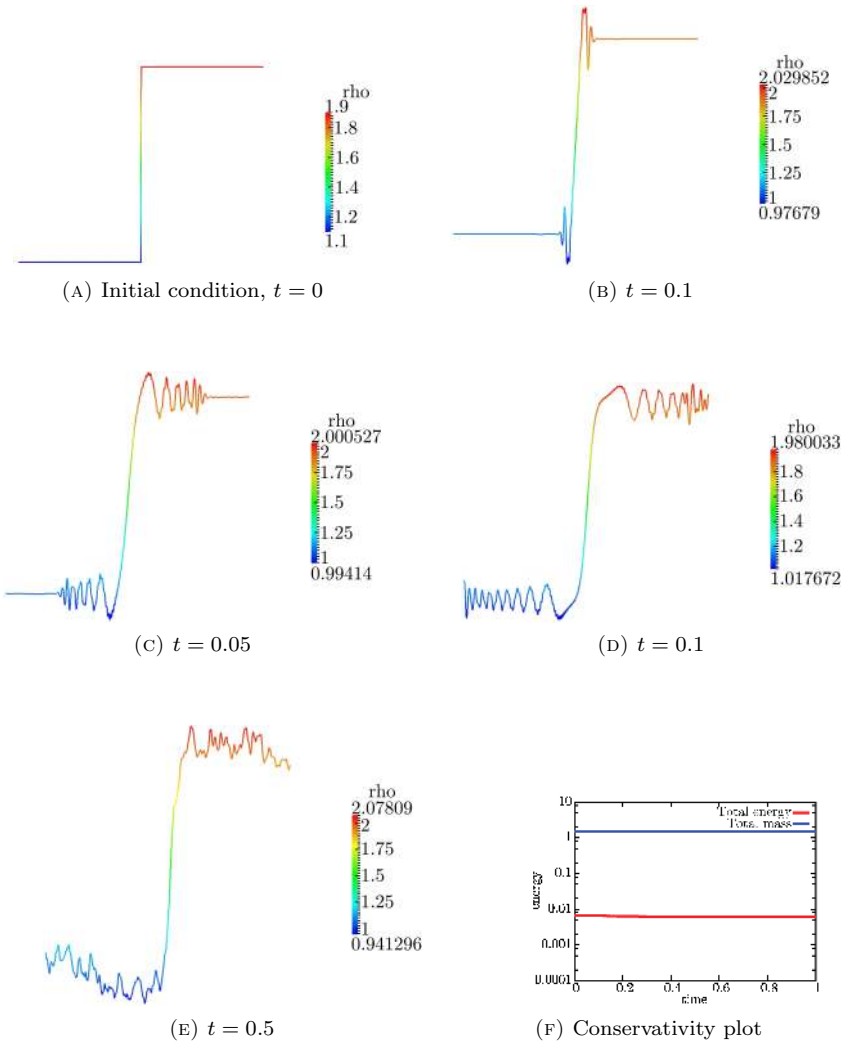 rho
1.9
1.8
1.6
1.4
1.2
1.1
(A) Initial condition, t = 0
rho
2.029852
2
1.75
1.5
1.25
1
0.97679
(B) t = 0.1
rho
2.000527
2
1.75
1.5
1.25
1
0.99414
(C) t = 0.05
rho
1.980033
1.8
1.6
1.4
1.2
1.017672
(D) t = 0.1
rho
2.07809
2
1.75
1.5
1.25
1
0.941296
(E) t = 0.5
10
1
0.1
0.01
0.001
0.0001
energy
Total energy
Total mass
0 0.2 0.4 0.6 0.8 1
time
(F) Conservativity plot